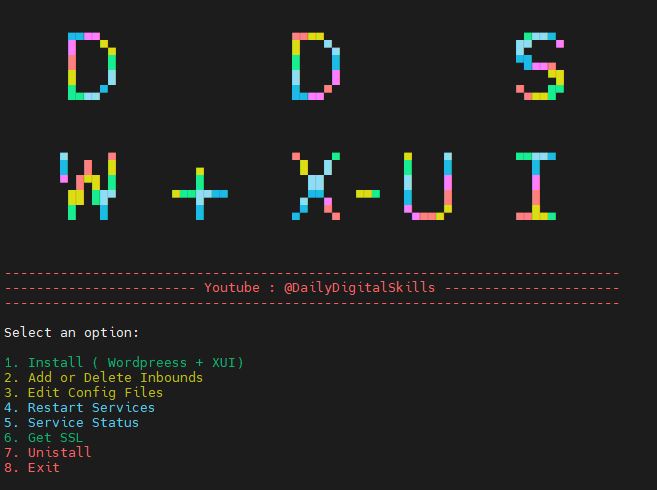 D D S
W + X-U I
-----------------------------------------------------------------------------
------------------------ Youtube : @DailyDigitalSkills ----------------------
-----------------------------------------------------------------------------
Select an option:
1. Install ( Wordpreess + XUI)
2. Add or Delete Inbounds
3. Edit Config Files
4. Restart Services
5. Service Status
6. Get SSL
7. Unistall
8. Exit